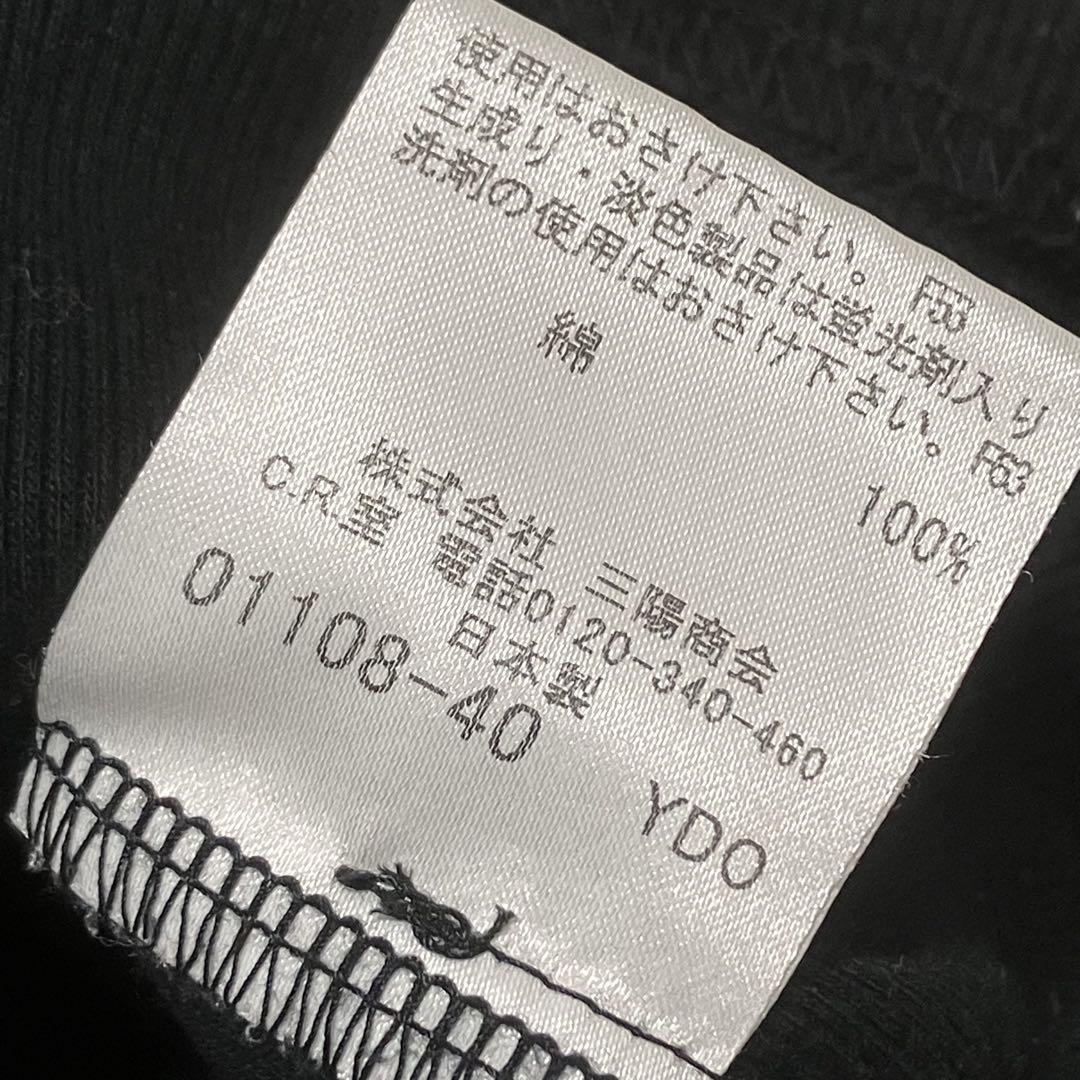 使用はおさけ下さい。 F53
生成り・淡色製品は蛍光剤入り
洗剤の使用はおさけ下さい。 F63
綿 100%
株式会社 三陽商会
C.R.室 電話0120-340-460
日本製
01108-40 YDO